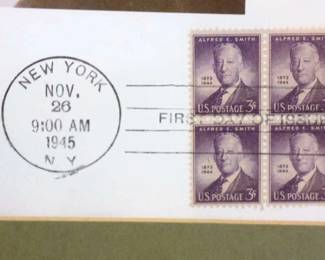 NEW YORK
NOV.
26
9:00 AM
1945
N.Y.
FIRST DAY OF
ALFRED E. SMITH
1873
1944
U.S. POSTAGE 3¢
ALFRED E. SMITH
1873
1944
U.S. POSTAGE 3¢
ALFRED E. SMITH
1873
1944
U.S. POSTAGE 3¢
ALFRED E. SMITH
1873
1944
U.S. POSTAGE 3¢